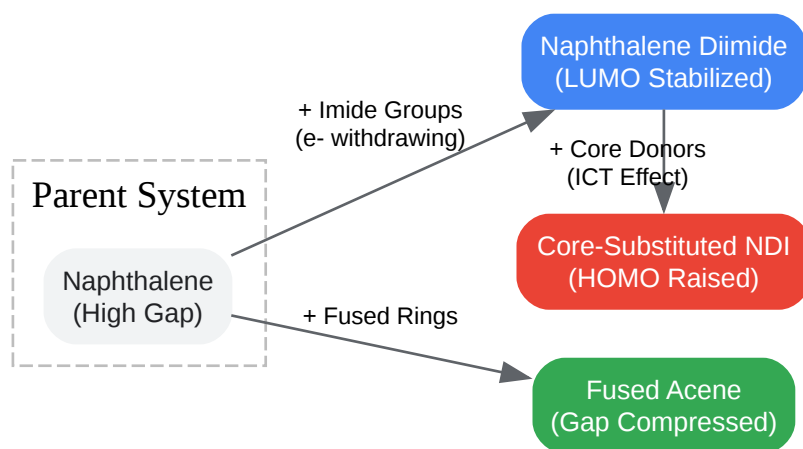 Naphthalene Diimide
(LUMO Stabilized)
+ Imide Groups
(e- withdrawing)
+ Core Donors
(ICT Effect)
Parent System
Naphthalene
(High Gap)
Core-Substituted NDI
(HOMO Raised)
+ Fused Rings
Fused Acene
(Gap Compressed)